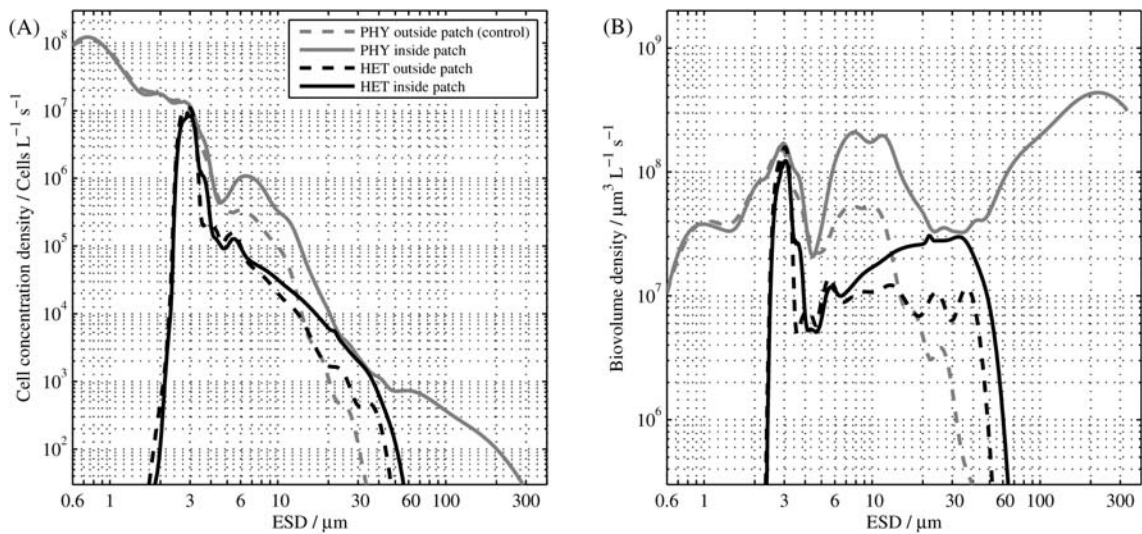 (A)
Cell concentration density / Cells L⁻¹ s⁻¹
10⁸
10⁷
10⁶
10⁵
10⁴
10³
10²
0.6 1 3 6 10 30 60 100 300
ESD / μm
PHY outside patch (control)
PHY inside patch
HET outside patch
HET inside patch
(B)
Biovolume density / μm³ L⁻¹ s⁻¹
10⁹
10⁸
10⁷
10⁶
0.6 1 3 6 10 30 60 100 300
ESD / μm